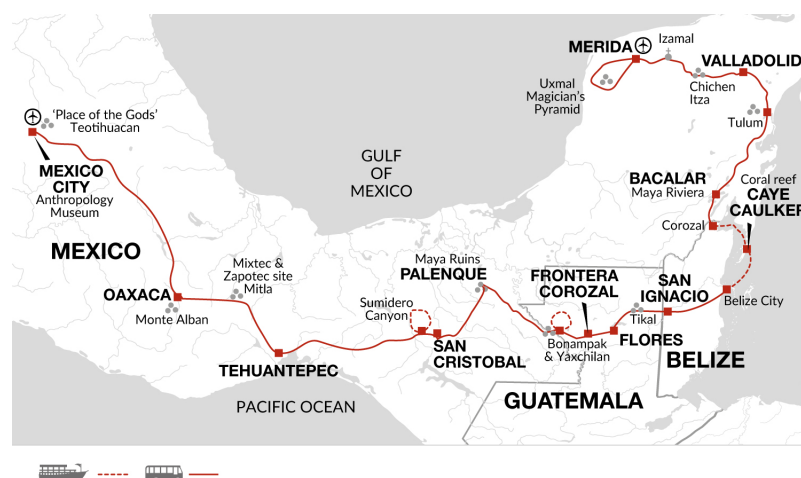 MERIDA
Izamal
VALLADOLID
Chichen
Itza
Uxmal
Magician's
Pyramid
Tulum
'Place of the Gods'
Teotihuacan
MEXICO
CITY
Anthropology
Museum
GULF
OF
MEXICO
BACALAR
Maya Riviera
Coral reef
CAYE
CAULKER
Corozal
MEXICO
Mixtec &
Zapotec site
Mitla
Maya Ruins
PALENQUE
FRONTERA
COROZAL
SAN
IGNACIO
OAXACA
Monte Alban
Sumidero
Canyon
Belize City
Tikal
SAN
CRISTOBAL
Bonampak
& Yaxchilan
FLORES
BELIZE
TEHUANTEPEC
PACIFIC OCEAN
GUATEMALA